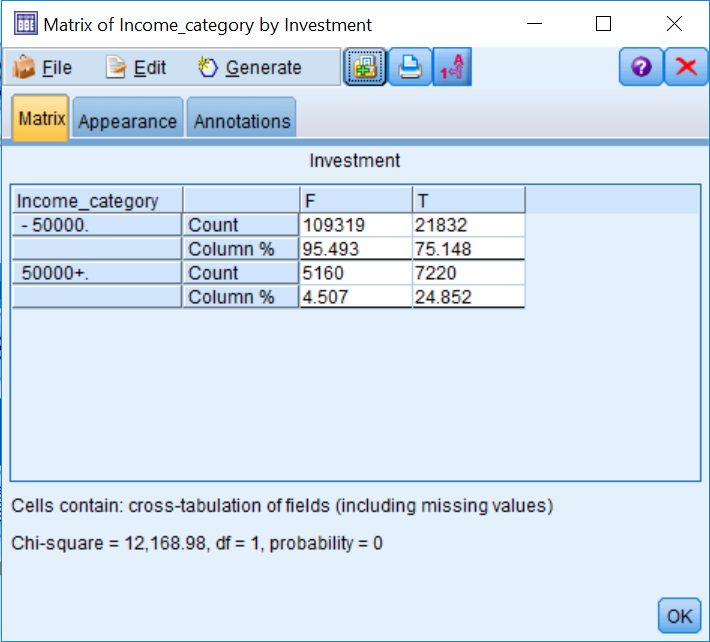 Matrix of Income_category by Investment
File Edit Generate 1 A
Matrix Appearance Annotations
Investment
Income_category F T
- 50000. Count 109319 21832
Column % 95.493 75.148
50000+. Count 5160 7220
Column % 4.507 24.852
Cells contain: cross-tabulation of fields (including missing values)
Chi-square = 12,168.98, df = 1, probability = 0
OK